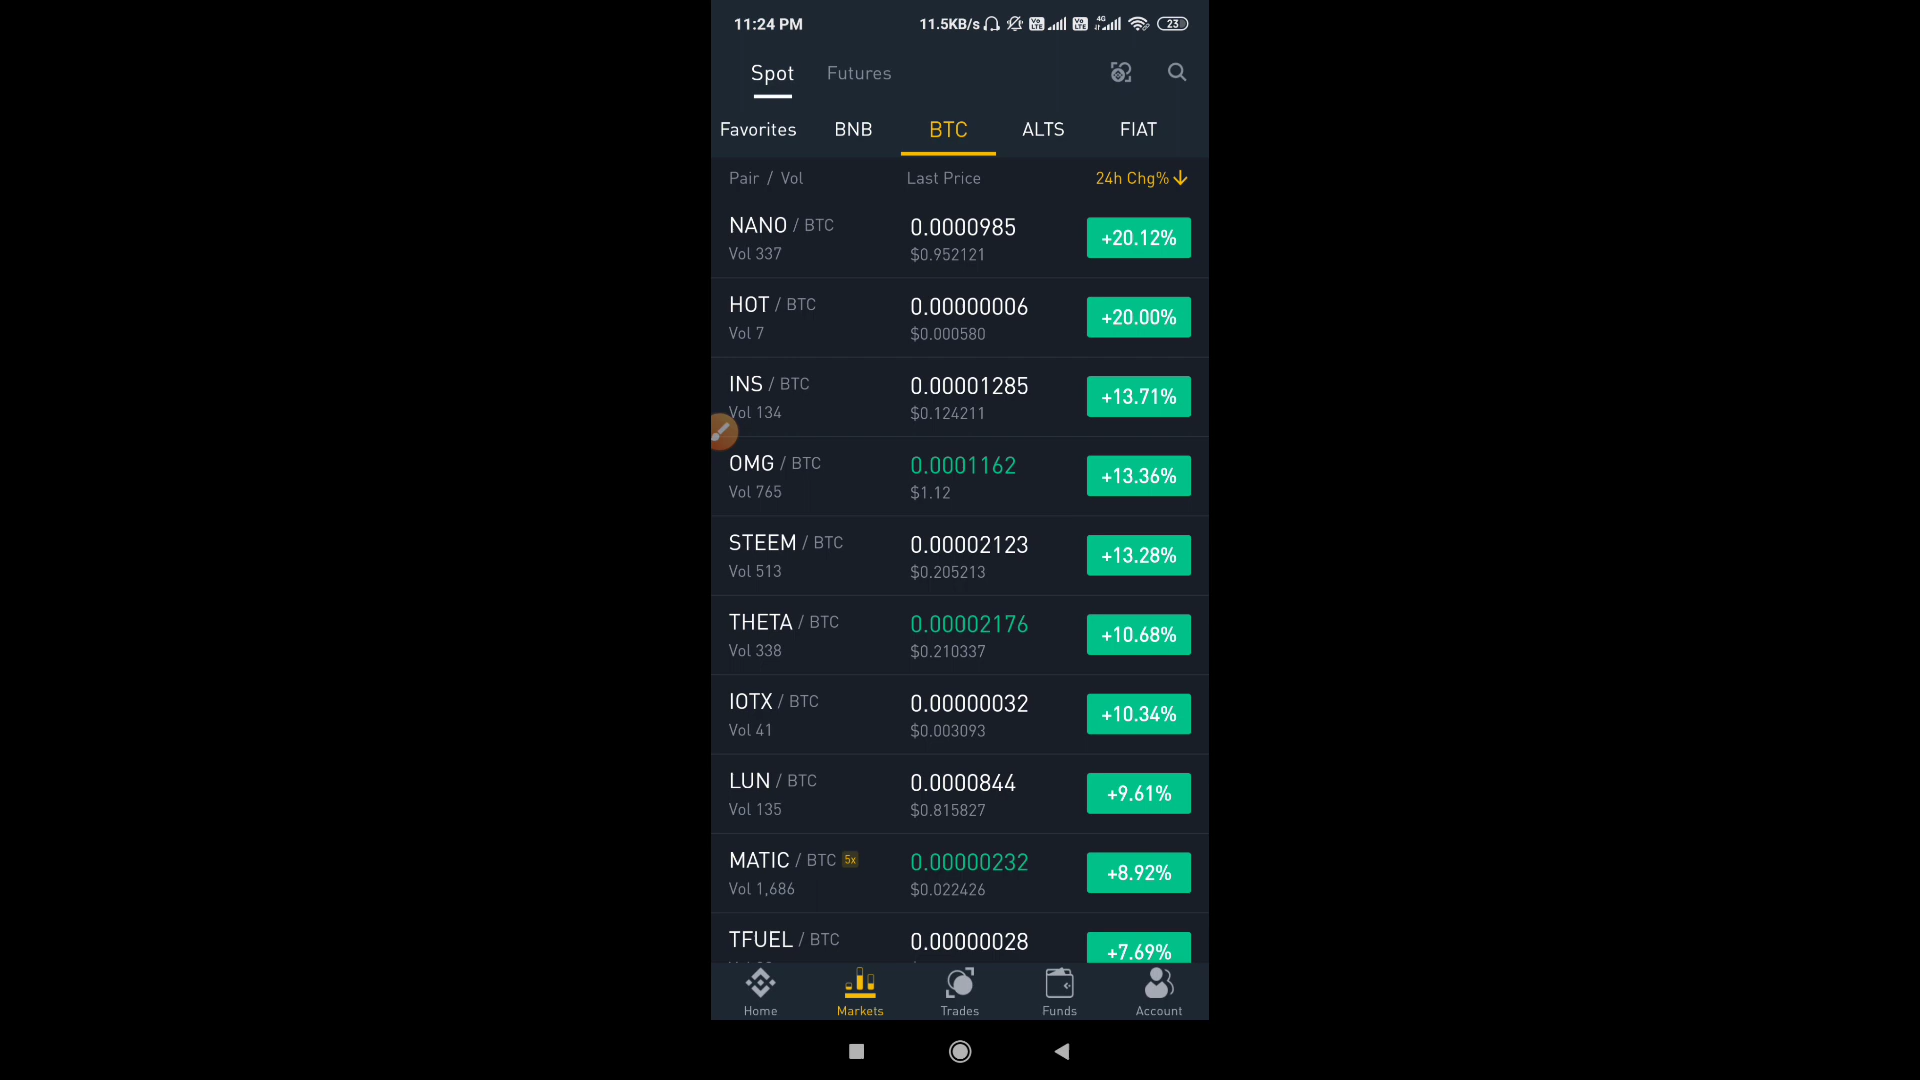 11:24 PM 11.5KB/s Vo LTE Vo LTE 4G 23
Spot Futures
Favorites BNB BTC ALTS FIAT
Pair / Vol Last Price 24h Chg%
NANO / BTC 0.0000985 +20.12%
Vol 337 $0.952121
HOT / BTC 0.00000006 +20.00%
Vol 7 $0.000580
INS / BTC 0.00001285 +13.71%
Vol 134 $0.124211
OMG / BTC 0.0001162 +13.36%
Vol 765 $1.12
STEEM / BTC 0.00002123 +13.28%
Vol 513 $0.205213
THETA / BTC 0.00002176 +10.68%
Vol 338 $0.210337
IOTX / BTC 0.00000032 +10.34%
Vol 41 $0.003093
LUN / BTC 0.0000844 +9.61%
Vol 135 $0.815827
MATIC / BTC 5x 0.00000232 +8.92%
Vol 1,686 $0.022426
TFUEL / BTC 0.00000028 +7.69%
Home Markets Trades Funds Account